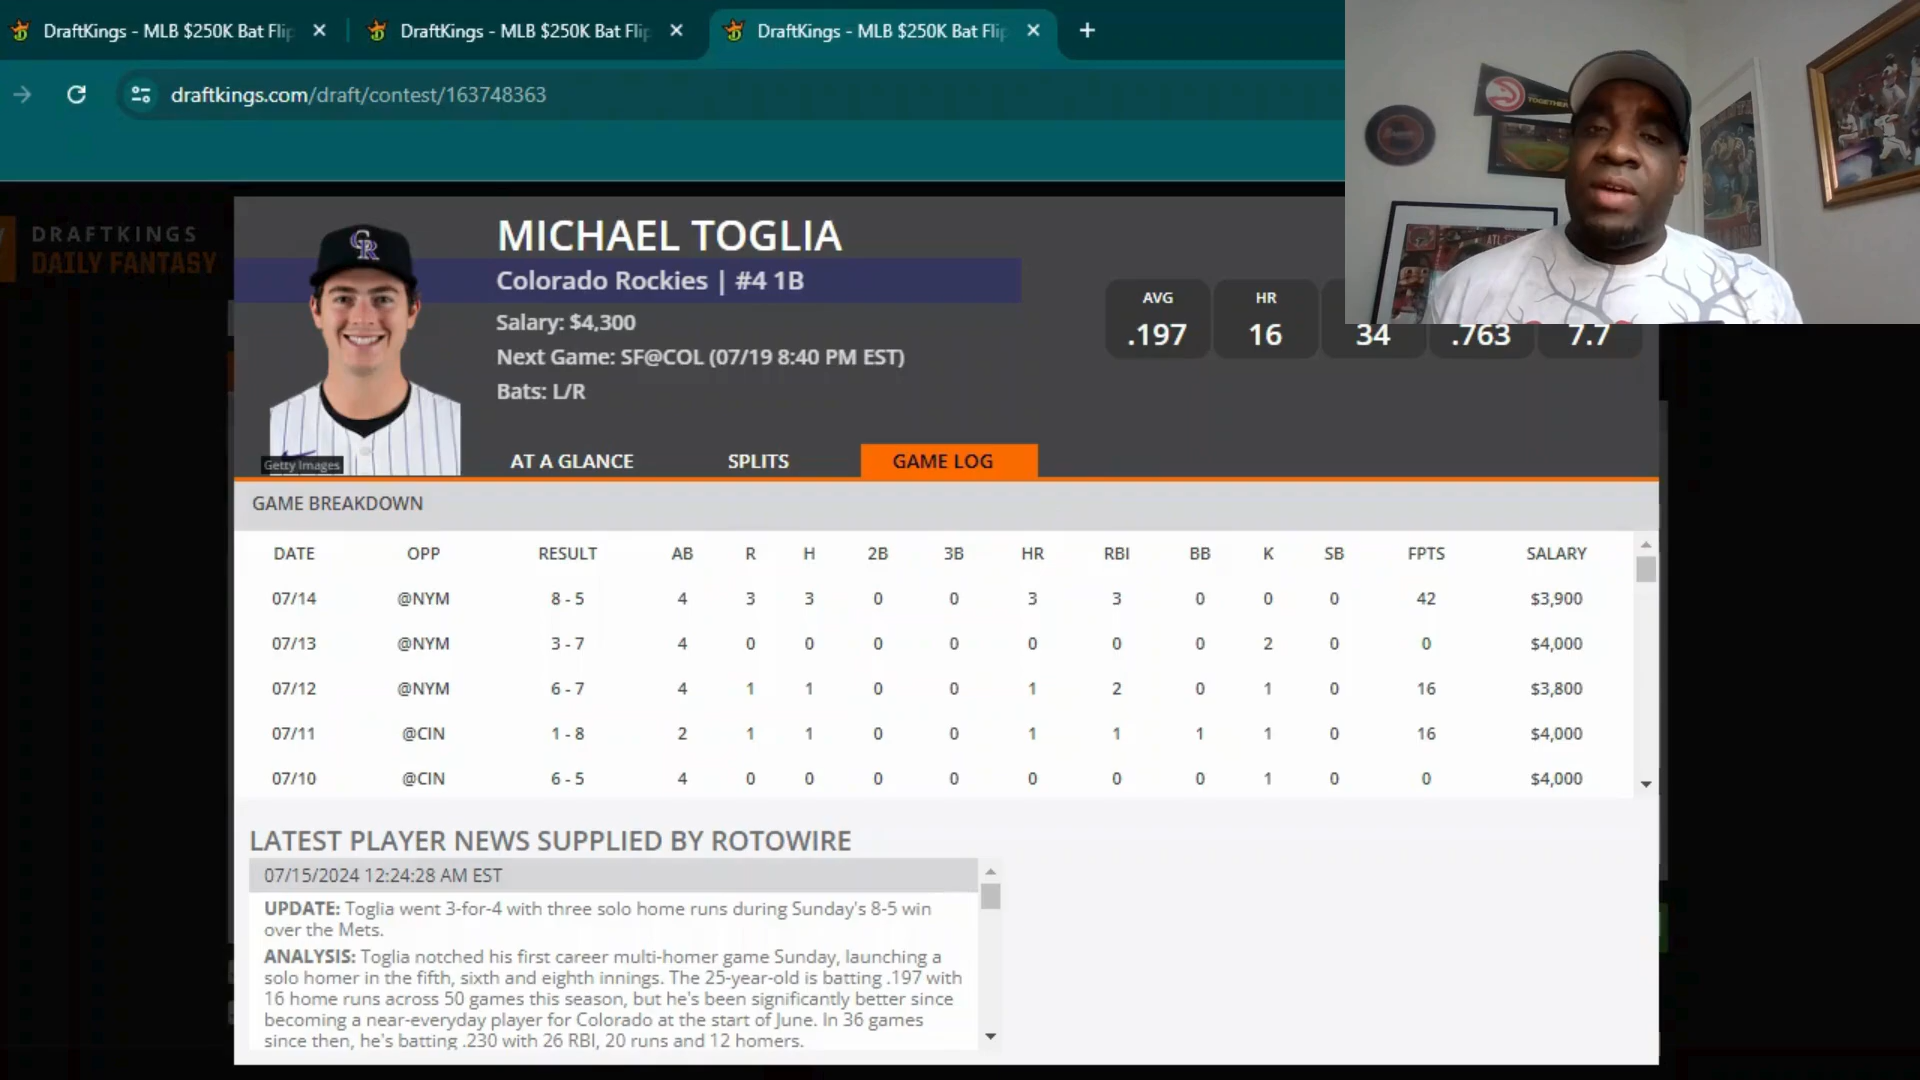 DraftKings - MLB $250K Bat Flip
DraftKings - MLB $250K Bat Flip
DraftKings - MLB $250K Bat Flip
draftkings.com/draft/contest/163748363
TOGETHER
DRAFTKINGS
DAILY FANTASY
CR
MICHAEL TOGLIA
Colorado Rockies | #4 1B
Salary: $4,300
Next Game: SF@COL (07/19 8:40 PM EST)
Bats: L/R
AVG HR
.197 16 34 .763 7.7
Getty Images
AT A GLANCE SPLITS GAME LOG
GAME BREAKDOWN
DATE OPP RESULT AB R H 2B 3B HR RBI BB K SB FPTS SALARY
07/14 @NYM 8 - 5 4 3 3 0 0 3 3 0 0 0 42 $3,900
07/13 @NYM 3 - 7 4 0 0 0 0 0 0 0 2 0 0 $4,000
07/12 @NYM 6 - 7 4 1 1 0 0 1 2 0 1 0 16 $3,800
07/11 @CIN 1 - 8 2 1 1 0 0 1 1 1 1 0 16 $4,000
07/10 @CIN 6 - 5 4 0 0 0 0 0 0 0 1 0 0 $4,000
LATEST PLAYER NEWS SUPPLIED BY ROTOWIRE
07/15/2024 12:24:28 AM EST
UPDATE: Toglia went 3-for-4 with three solo home runs during Sunday's 8-5 win
over the Mets.
ANALYSIS: Toglia notched his first career multi-homer game Sunday, launching a
solo homer in the fifth, sixth and eighth innings. The 25-year-old is batting .197 with
16 home runs across 50 games this season, but he's been significantly better since
becoming a near-everyday player for Colorado at the start of June. In 36 games
since then, he's batting .230 with 26 RBI, 20 runs and 12 homers.